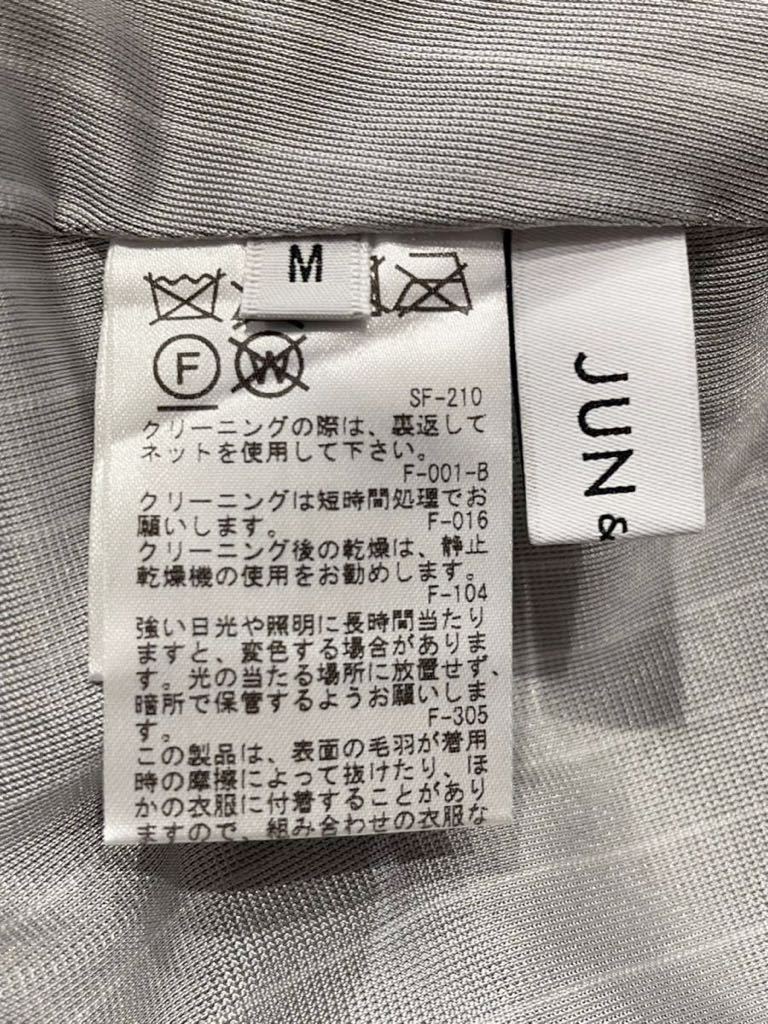 M
F
W
SF-210
クリーニングの際は、裏返して
ネットを使用して下さい。
F-001-B
クリーニングは短時間処理でお
願いします。
F-016
クリーニング後の乾燥は、静止
乾燥機の使用をお勧めします。
F-104
強い日光や照明に長時間当たり
ますと、変色する場合がありま
す。光の当たる場所に放置せず、
暗所で保管するようお願いしま
す。
F-305
この製品は、表面の毛羽が着用
時の摩擦によって抜けたり、ほ
かの衣服に付着することがあり
ますので、組み合わせの衣服な
JUN &